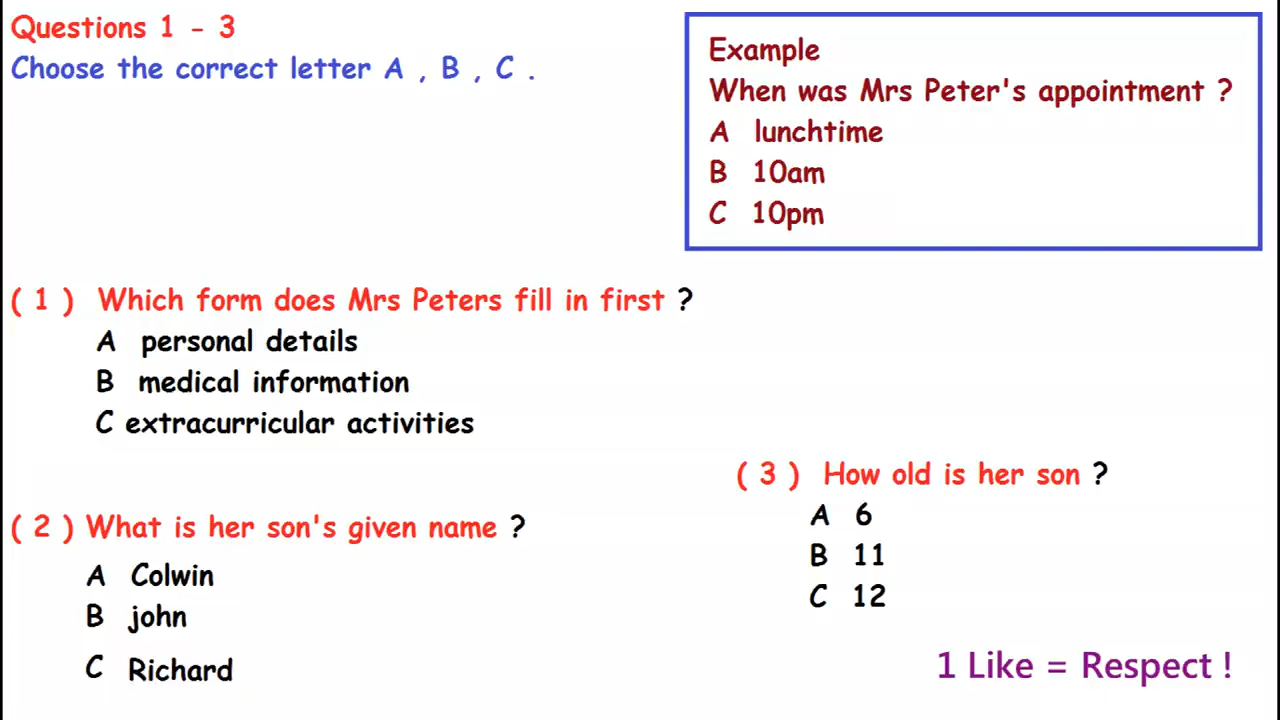 Questions 1 - 3
Choose the correct letter A , B , C .
Example
When was Mrs Peter's appointment ?
A lunchtime
B 10am
C 10pm
( 1 ) Which form does Mrs Peters fill in first ?
A personal details
B medical information
C extracurricular activities
( 2 ) What is her son's given name ?
A Colwin
B john
C Richard
( 3 ) How old is her son ?
A 6
B 11
C 12
1 Like = Respect !